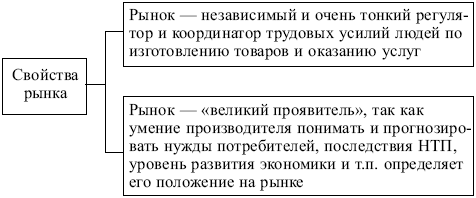 Свойства
рынка
Рынок — независимый и очень тонкий регуля-
тор и координатор трудовых усилий людей по
изготовлению товаров и оказанию услуг
Рынок — «великий проявитель», так как
умение производителя понимать и прогнозиро-
вать нужды потребителей, последствия НТП,
уровень развития экономики и т.п. определяет
его положение на рынке